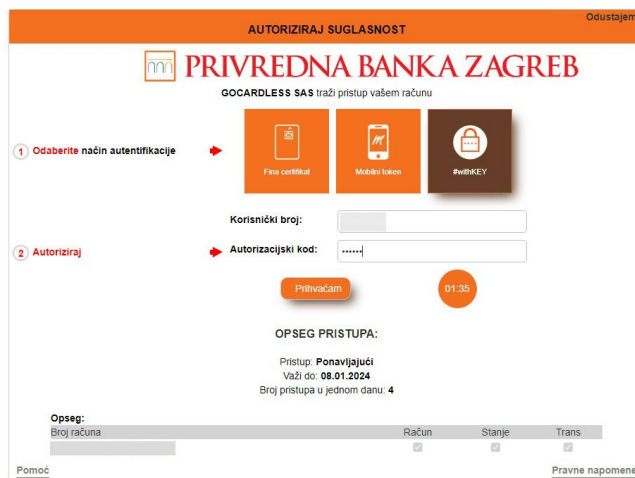 Odustajem
AUTORIZIRAJ SUGLASNOST
PRIVREDNA BANKA ZAGREB
GOCARDLESS SAS traži pristup vašem računu
1 Odaberite način autentifikacije
Fina certifikat
Mobilni token
#withKEY
Korisnički broj:
2 Autoriziraj
Autorizacijski kod: ••••••
Prihvaćam
01:35
OPSEG PRISTUPA:
Pristup: Ponavljajući
Važi do: 08.01.2024
Broj pristupa u jednom danu: 4
Opseg:
Broj računa Račun Stanje Trans
Pomoć Pravne napomene